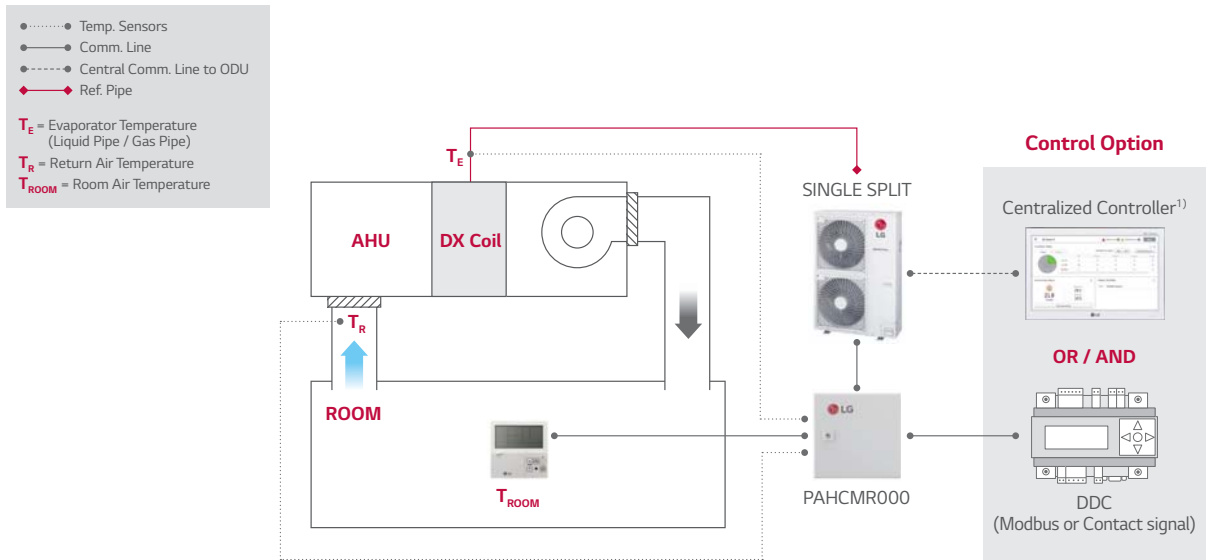 Temp. Sensors
Comm. Line
Central Comm. Line to ODU
Ref. Pipe
TE = Evaporator Temperature
(Liquid Pipe / Gas Pipe)
TR = Return Air Temperature
TROOM = Room Air Temperature
TE
AHU
DX Coil
TR
ROOM
TROOM
SINGLE SPLIT
LG
LG
PAHCMR000
Control Option
Centralized Controller1)
LG
OR / AND
DDC
(Modbus or Contact signal)